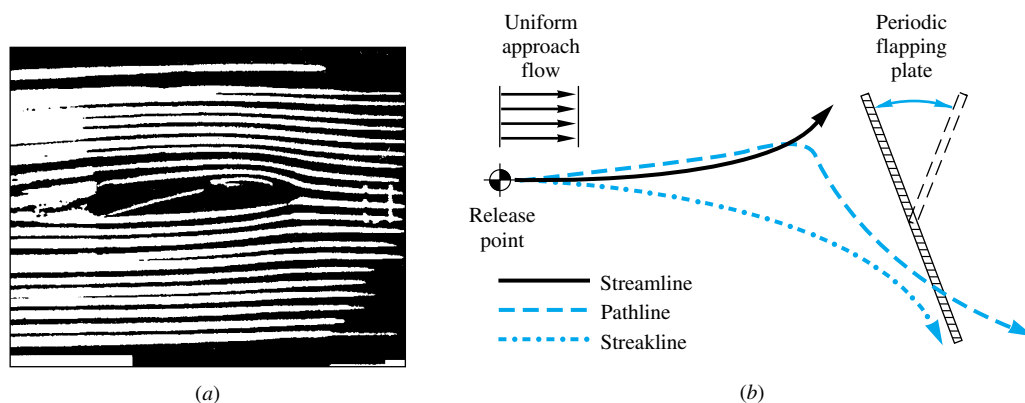 Uniform
approach
flow
Periodic
flapping
plate
Release
point
Streamline
Pathline
Streakline
(a)
(b)